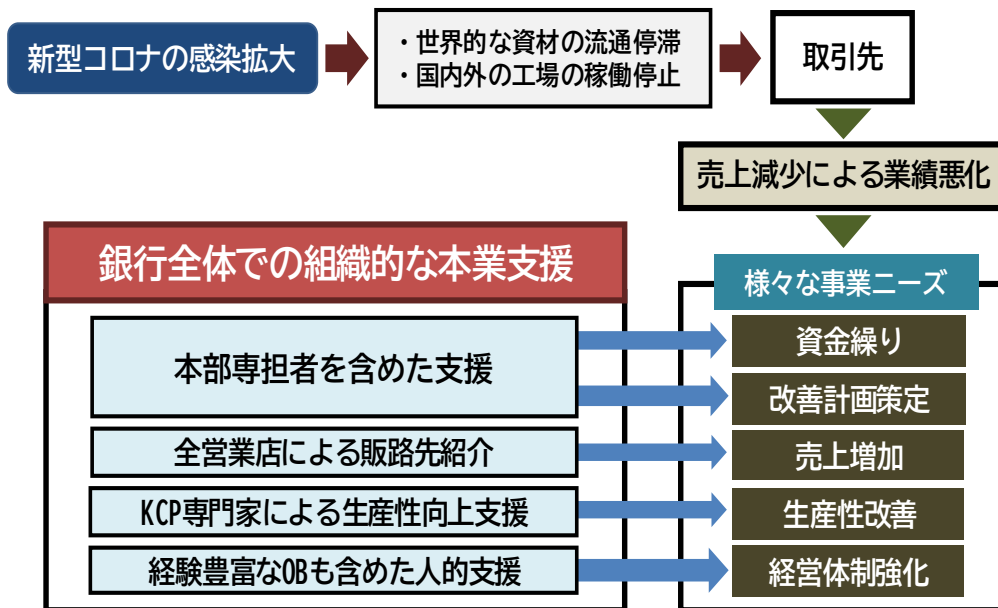 新型コロナの感染拡大
・世界的な資材の流通停滞
・国内外の工場の稼働停止
取引先
売上減少による業績悪化
銀行全体での組織的な本業支援
様々な事業ニーズ
本部専担者を含めた支援
資金繰り
改善計画策定
全営業店による販路先紹介
売上増加
KCP専門家による生産性向上支援
生産性改善
経験豊富なOBも含めた人的支援
経営体制強化